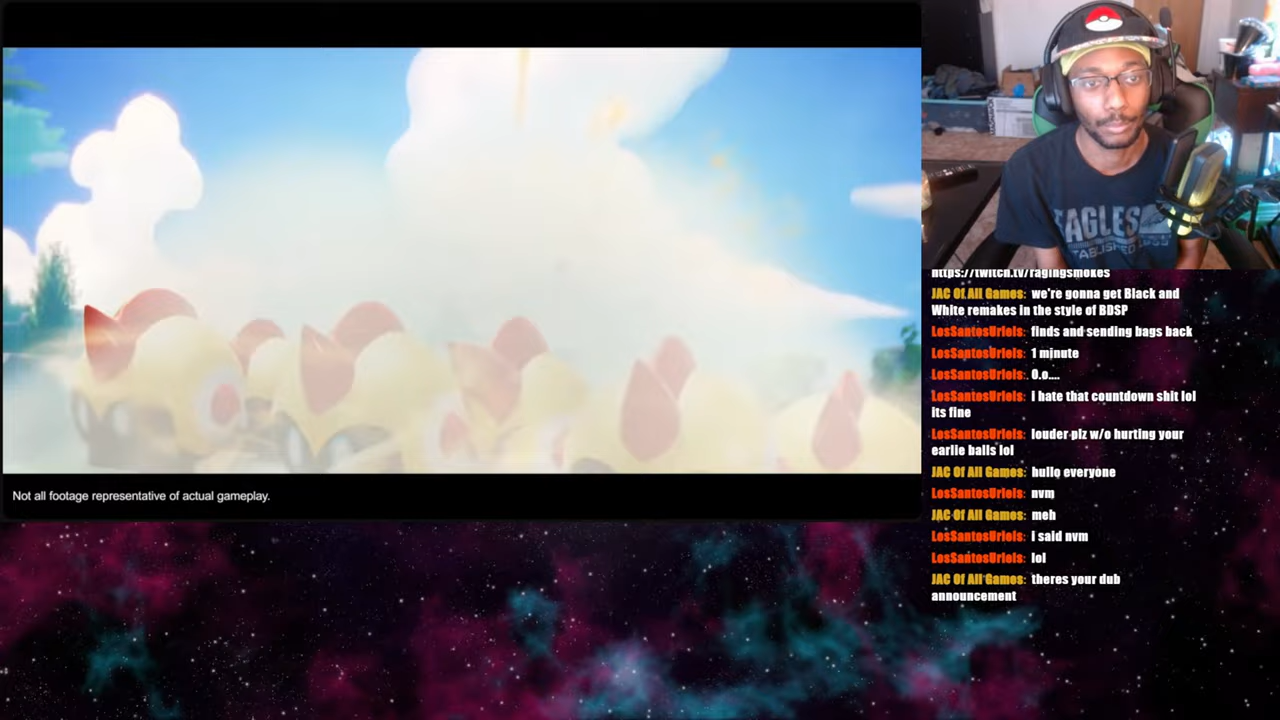 Not all footage representative of actual gameplay.
EAGLES
ESTABLISHED
https://twitch.tv/ragingsmokes
JAC Of All Games: we're gonna get Black and
White remakes in the style of BDSP
LosSantosUriels: finds and sending bags back
LosSantosUriels: 1 minute
LosSantosUriels: O.o....
LosSantosUriels: I hate that countdown shit lol
its fine
LosSantosUriels: louder plz w/o hurting your
earlie balls lol
JAC Of All Games: hullo everyone
LosSantosUriels: nvm
JAC Of All Games: meh
LosSantosUriels: I said nvm
LosSantosUriels: lol
JAC Of All Games: theres your dub
announcement